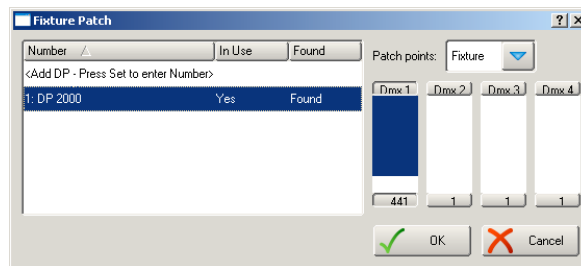 Fixture Patch
Number In Use Found
<Add DP - Press Set to enter Number>
1: DP 2000 Yes Found
Patch points: Fixture
Dmx 1 Dmx 2 Dmx 3 Dmx 4
441 1 1 1
OK Cancel